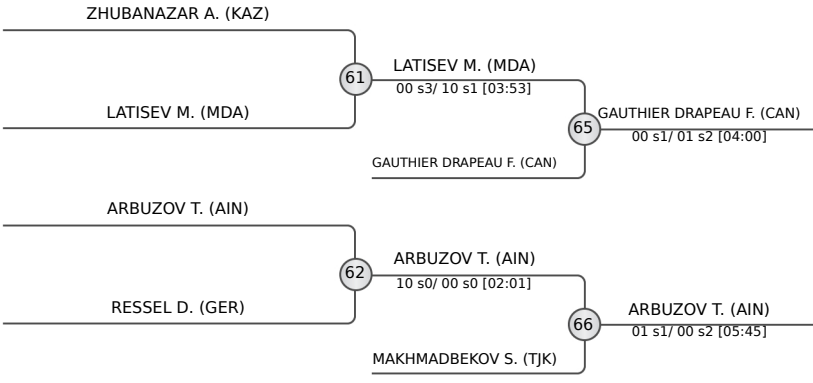 ZHUBANAZAR A. (KAZ)
61
LATISEV M. (MDA)
00 s3/ 10 s1 [03:53]
LATISEV M. (MDA)
65
GAUTHIER DRAPEAU F. (CAN)
00 s1/ 01 s2 [04:00]
GAUTHIER DRAPEAU F. (CAN)
ARBUZOV T. (AIN)
62
ARBUZOV T. (AIN)
10 s0/ 00 s0 [02:01]
RESSEL D. (GER)
66
ARBUZOV T. (AIN)
01 s1/ 00 s2 [05:45]
MAKHMADBEKOV S. (TJK)